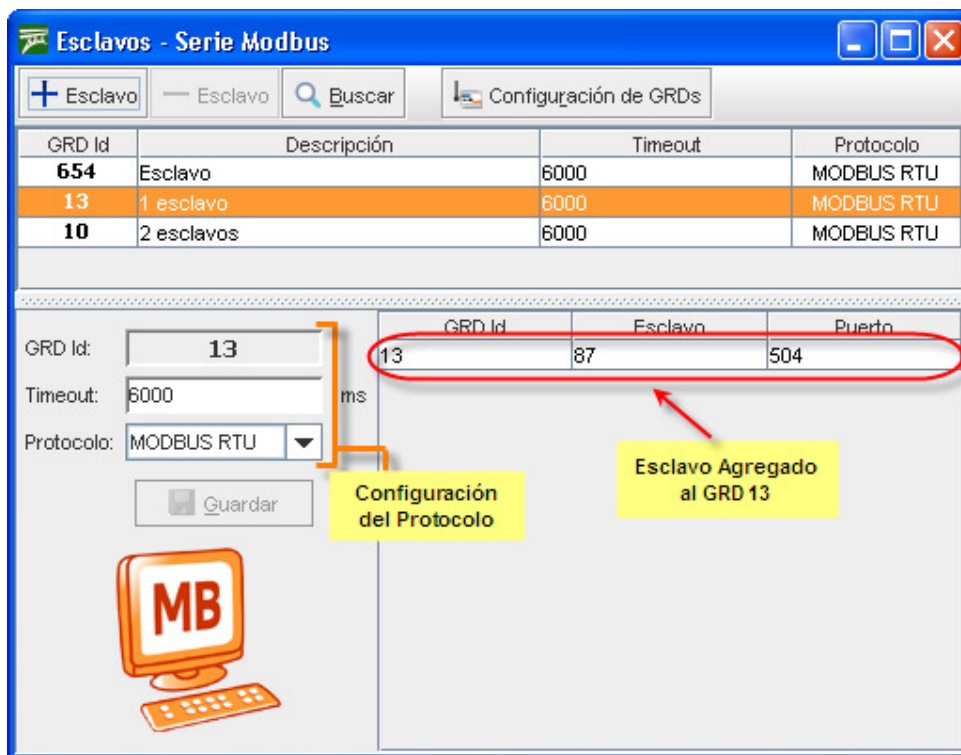 Esclavos - Serie Modbus
Esclavo Esclavo Buscar Configuración de GRDs
GRD Id Descripción Timeout Protocolo
654 Esclavo 6000 MODBUS RTU
13 1 esclavo 6000 MODBUS RTU
10 2 esclavos 6000 MODBUS RTU
GRD Id Esclavo Puerto
13 87 504
GRD Id: 13
Timeout: 6000 ms
Protocolo: MODBUS RTU
Guardar
Configuración
del Protocolo
Esclavo Agregado
al GRD 13
MB